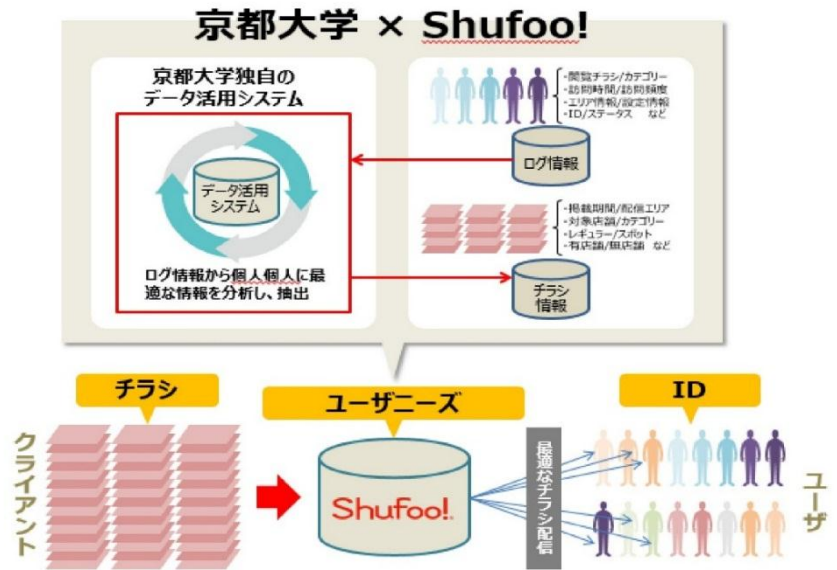 京都大学 × Shufoo!
京都大学独自の
データ活用システム
データ活用
システム
ログ情報から個人個人に最
適な情報を分析し、抽出
・閲覧チラシ/カテゴリー
・訪問時間/訪問頻度
・エリア情報/設定情報
・ID/ステータス など
ログ情報
・掲載期間/配信エリア
・対象店舗/カテゴリー
・レギュラー/スポット
・有店舗/無店舗 など
チラシ
情報
チラシ
ユーザニーズ
ID
クライアント
Shufoo!
最適なチラシ配信
ユーザ